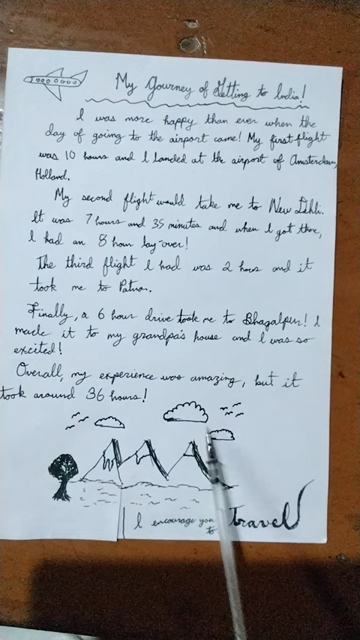 My Journey of Getting to India!
I was more happy than ever when the
day of going to the airport came! My first flight
was 10 hours and I landed at the airport of Amsterdam,
Holland.
My second flight would take me to New Delhi.
It was 7 hours and 35 minutes and when I got there,
I had an 8 hour layover!
The third flight I had was 2 hours and it
took me to Patna.
Finally, a 6 hour drive took me to Bhagalpur! I
made it to my grandpa's house and I was so
excited!
Overall, my experience was amazing, but it
took around 36 hours!
I encourage you
to Travel